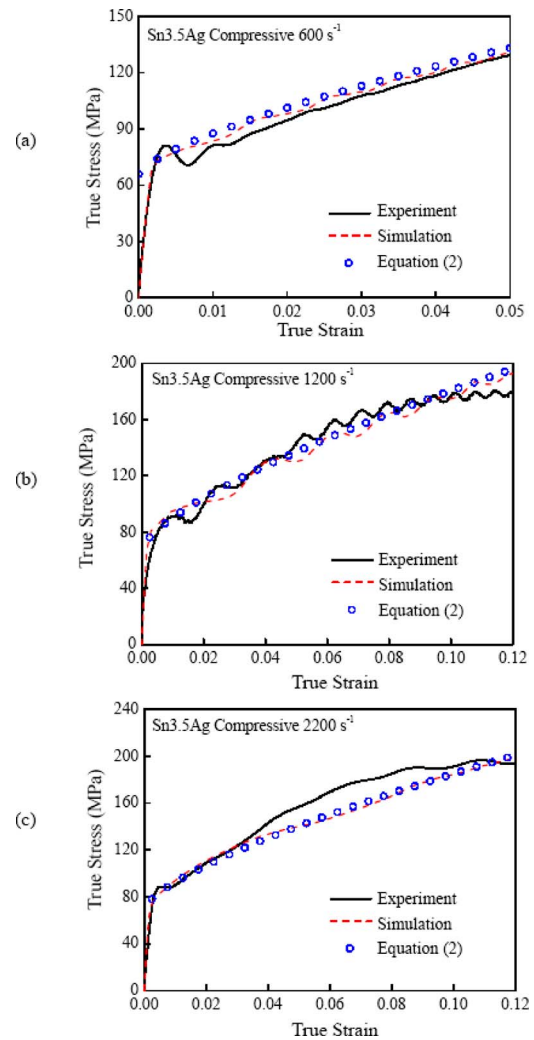 (a)
Sn3.5Ag Compressive 600 s⁻¹
True Stress (MPa)
150
120
90
60
30
0
Experiment
Simulation
Equation (2)
0.00 0.01 0.02 0.03 0.04 0.05
True Strain
(b)
Sn3.5Ag Compressive 1200 s⁻¹
True Stress (MPa)
200
160
120
80
40
0
Experiment
Simulation
Equation (2)
0.00 0.02 0.04 0.06 0.08 0.10 0.12
True Strain
(c)
Sn3.5Ag Compressive 2200 s⁻¹
True Stress (MPa)
240
200
160
120
80
40
0
Experiment
Simulation
Equation (2)
0.00 0.02 0.04 0.06 0.08 0.10 0.12
True Strain